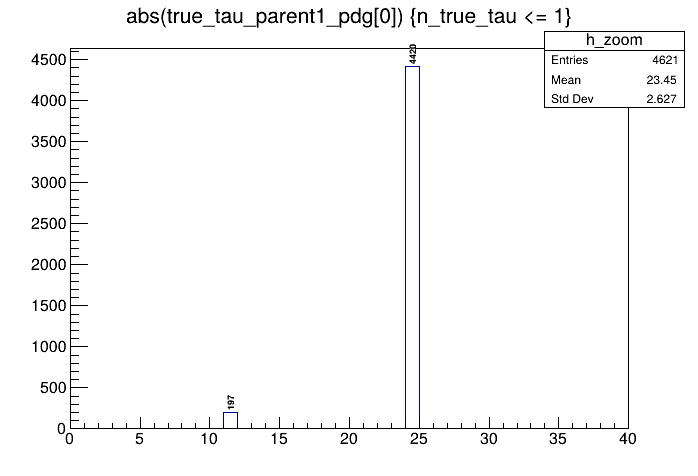 abs(true_tau_parent1_pdg[0]) {n_true_tau <= 1}
h_zoom
Entries 4621
Mean 23.45
Std Dev 2.627
4500
4000
3500
3000
2500
2000
1500
1000
500
0
4420
197
0 5 10 15 20 25 30 35 40